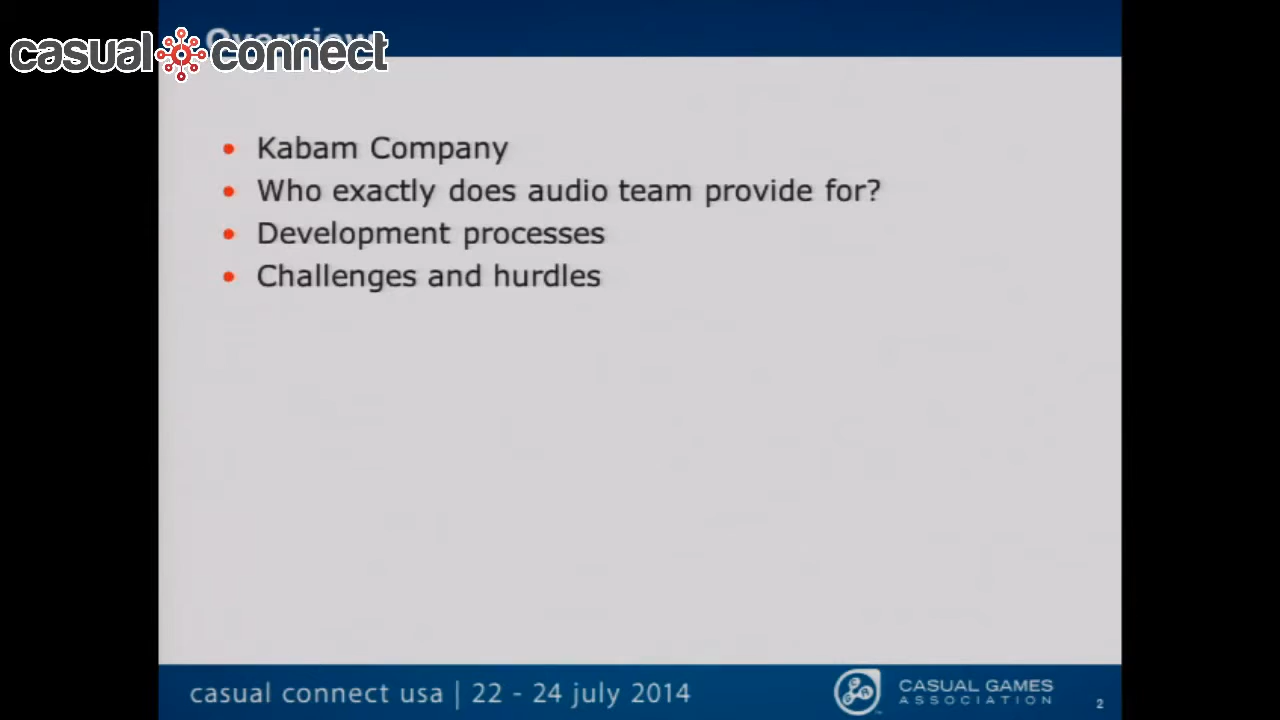 Overview
casual connect
Kabam Company
Who exactly does audio team provide for?
Development processes
Challenges and hurdles
casual connect usa | 22 - 24 july 2014
CASUAL GAMES
ASSOCIATION
2